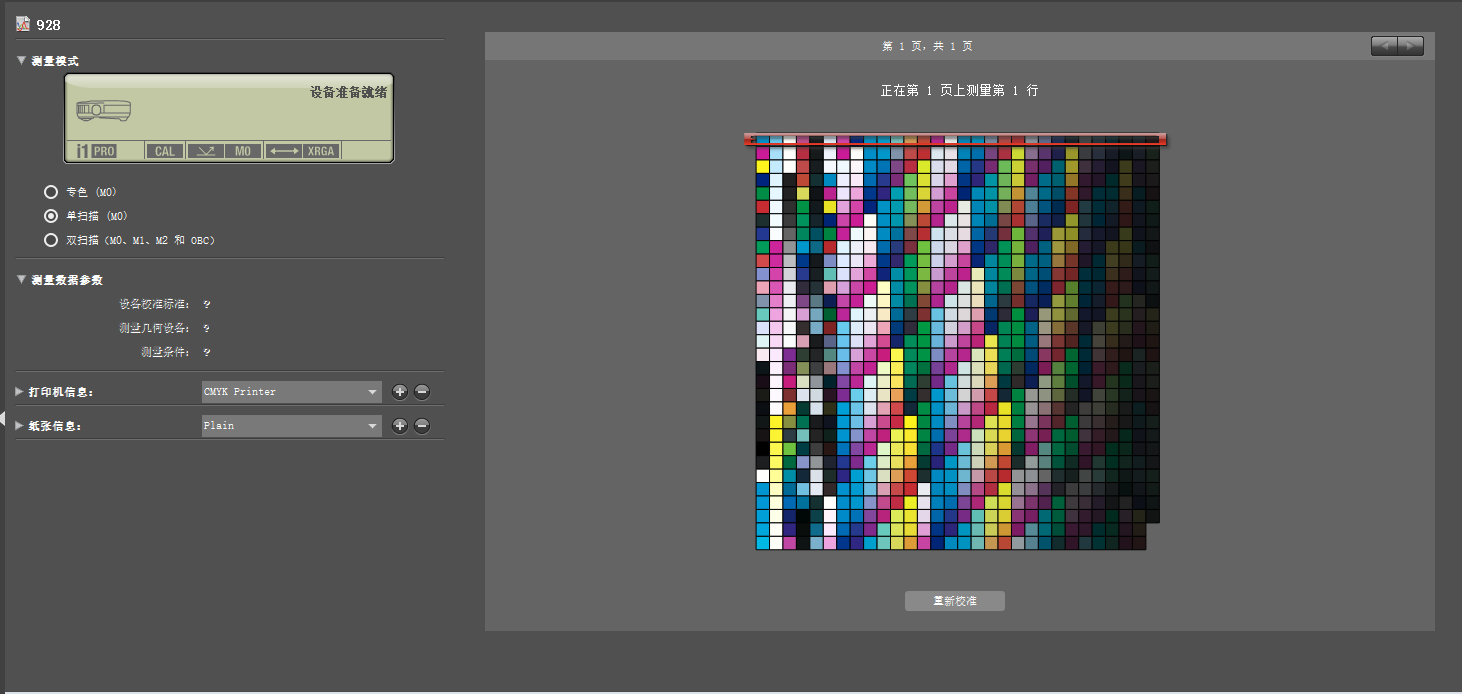 928
测量模式
设备准备就绪
i1 PRO CAL M0 XRGA
专色 (M0)
单扫描 (M0)
双扫描 (M0、M1、M2 和 OBC)
测量数据参数
设备校准标准: ?
测量几何设备: ?
测量条件: ?
打印机信息: CMYK Printer
纸张信息: Plain
第 1 页，共 1 页
正在第 1 页上测量第 1 行
重新校准